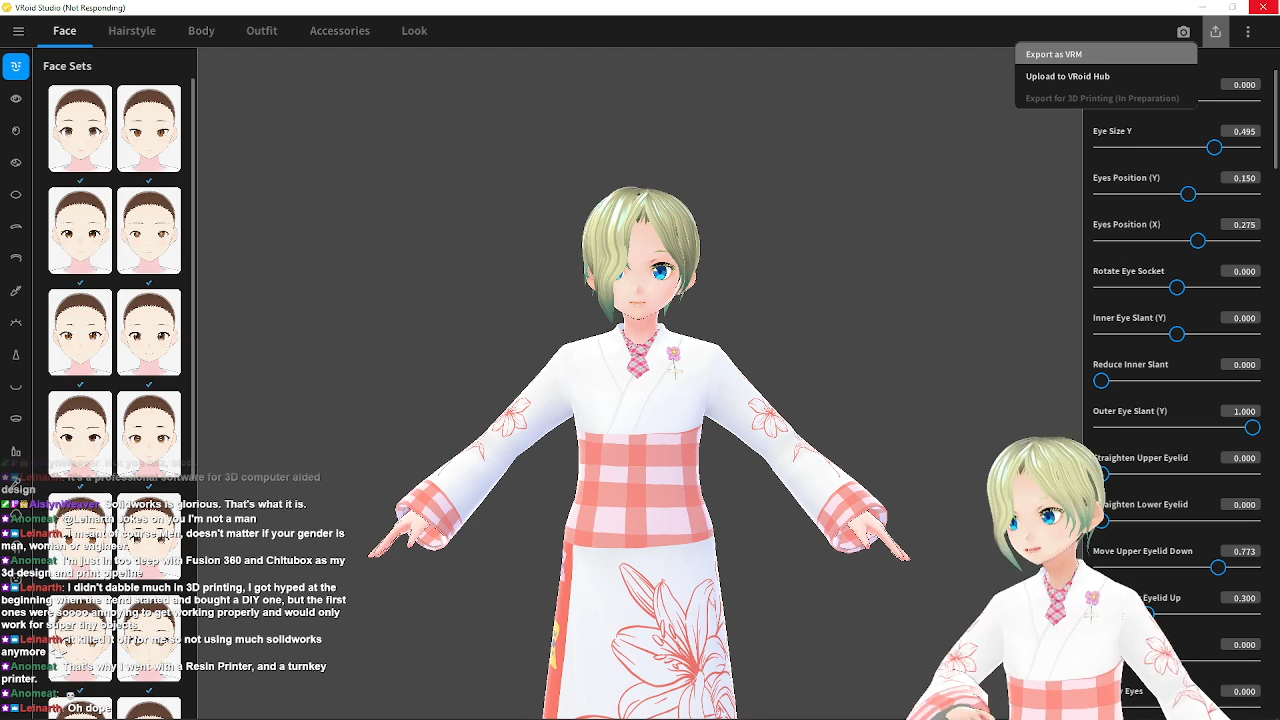 VRoid Studio (Not Responding)
Face
Hairstyle
Body
Outfit
Accessories
Look
Export as VRM
Upload to VRoid Hub
Export for 3D Printing (In Preparation)
Face Sets
0.000
Eye Size Y 0.495
Eyes Position (Y) 0.150
Eyes Position (X) 0.275
Rotate Eye Socket 0.000
Inner Eye Slant (Y) 0.000
Reduce Inner Slant 0.000
Outer Eye Slant (Y) 1.000
Straighten Upper Eyelid 0.000
Straighten Lower Eyelid 0.000
Move Upper Eyelid Down 0.773
Eyelid Up 0.300
0.000
Eyes 0.000
Leinarth: It's a professional software for 3D computer aided
design
AislynWeaver: Solidworks is glorious. That's what it is.
Anomeat: @Leinarth Jokes on you I'm not a man
Leinarth: I meant of course Men, doesn't matter if your gender is
man, woman or engineer.
Anomeat: I'm just in too deep with Fusion 360 and Chitubox as my
3d design and print pipeline
Leinarth: I didn't dabble much in 3D printing, I got hyped at the
beginning when the trend started and bought a DIY one, but the first
ones were soooo annoying to get working properly and would only
work for super tiny objects.
Leinarth: It killed it off for me so not using much solidworks
anymore
Anomeat: That's why I went with a Resin Printer, and a turnkey
printer.
Anomeat:
Leinarth: Oh dope